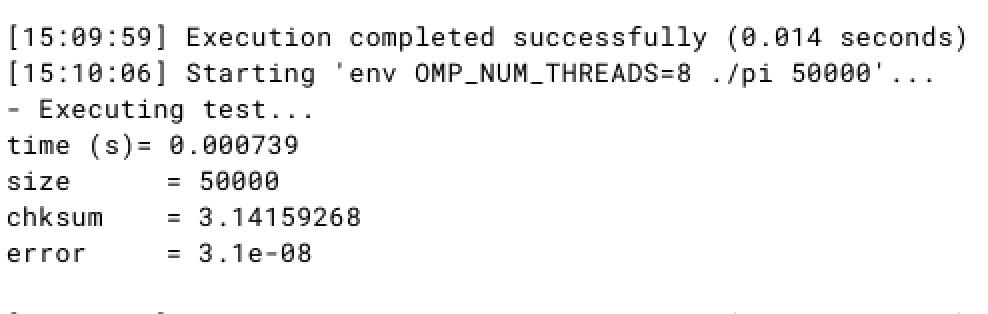 [15:09:59] Execution completed successfully (0.014 seconds)
[15:10:06] Starting 'env OMP_NUM_THREADS=8 ./pi 50000'...
- Executing test...
time (s)= 0.000739
size      = 50000
chksum    = 3.14159268
error     = 3.1e-08